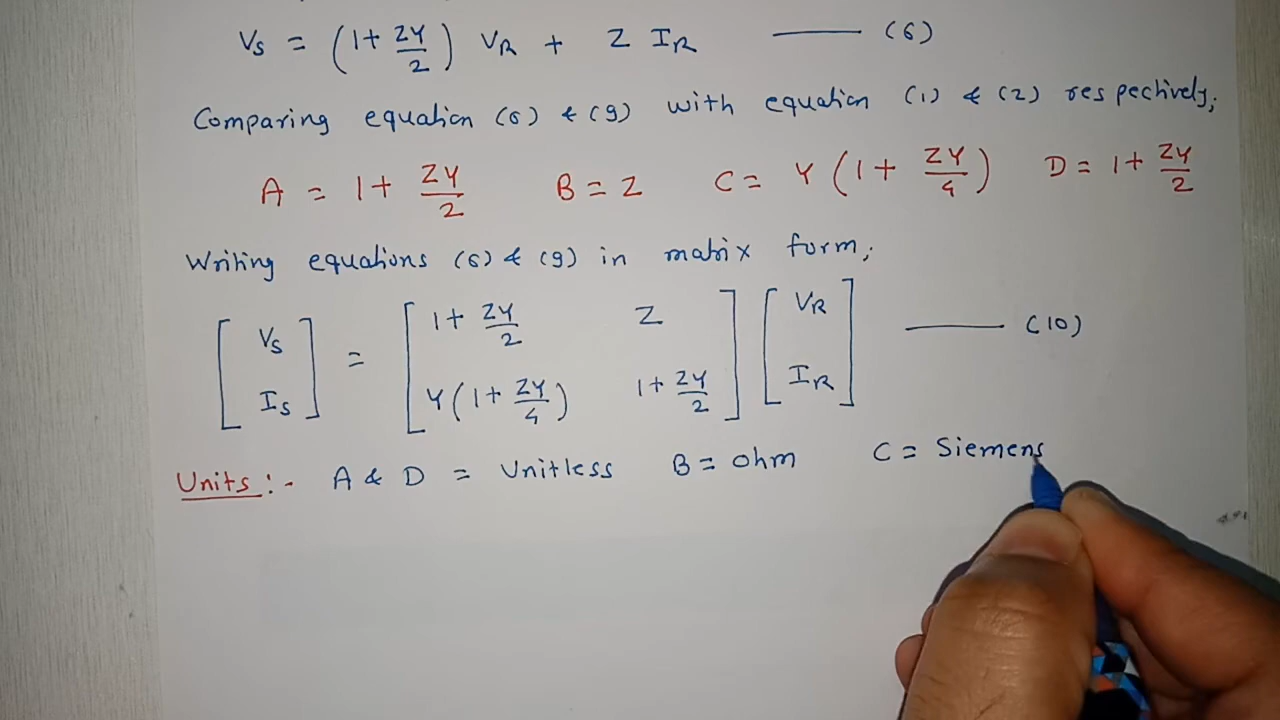 Vs = (1 + ZY/2) VR + Z IR —— (6)
Comparing equation (6) & (9) with equation (1) & (2) respectively,
A = 1 + ZY/2 B = Z C = Y (1 + ZY/4) D = 1 + ZY/2
Writing equations (6) & (9) in matrix form,
[Vs Is] = [1 + ZY/2 Z Y(1 + ZY/4) 1 + ZY/2] [VR IR] —— (10)
Units :- A & D = Unitless B = Ohm C = Siemens